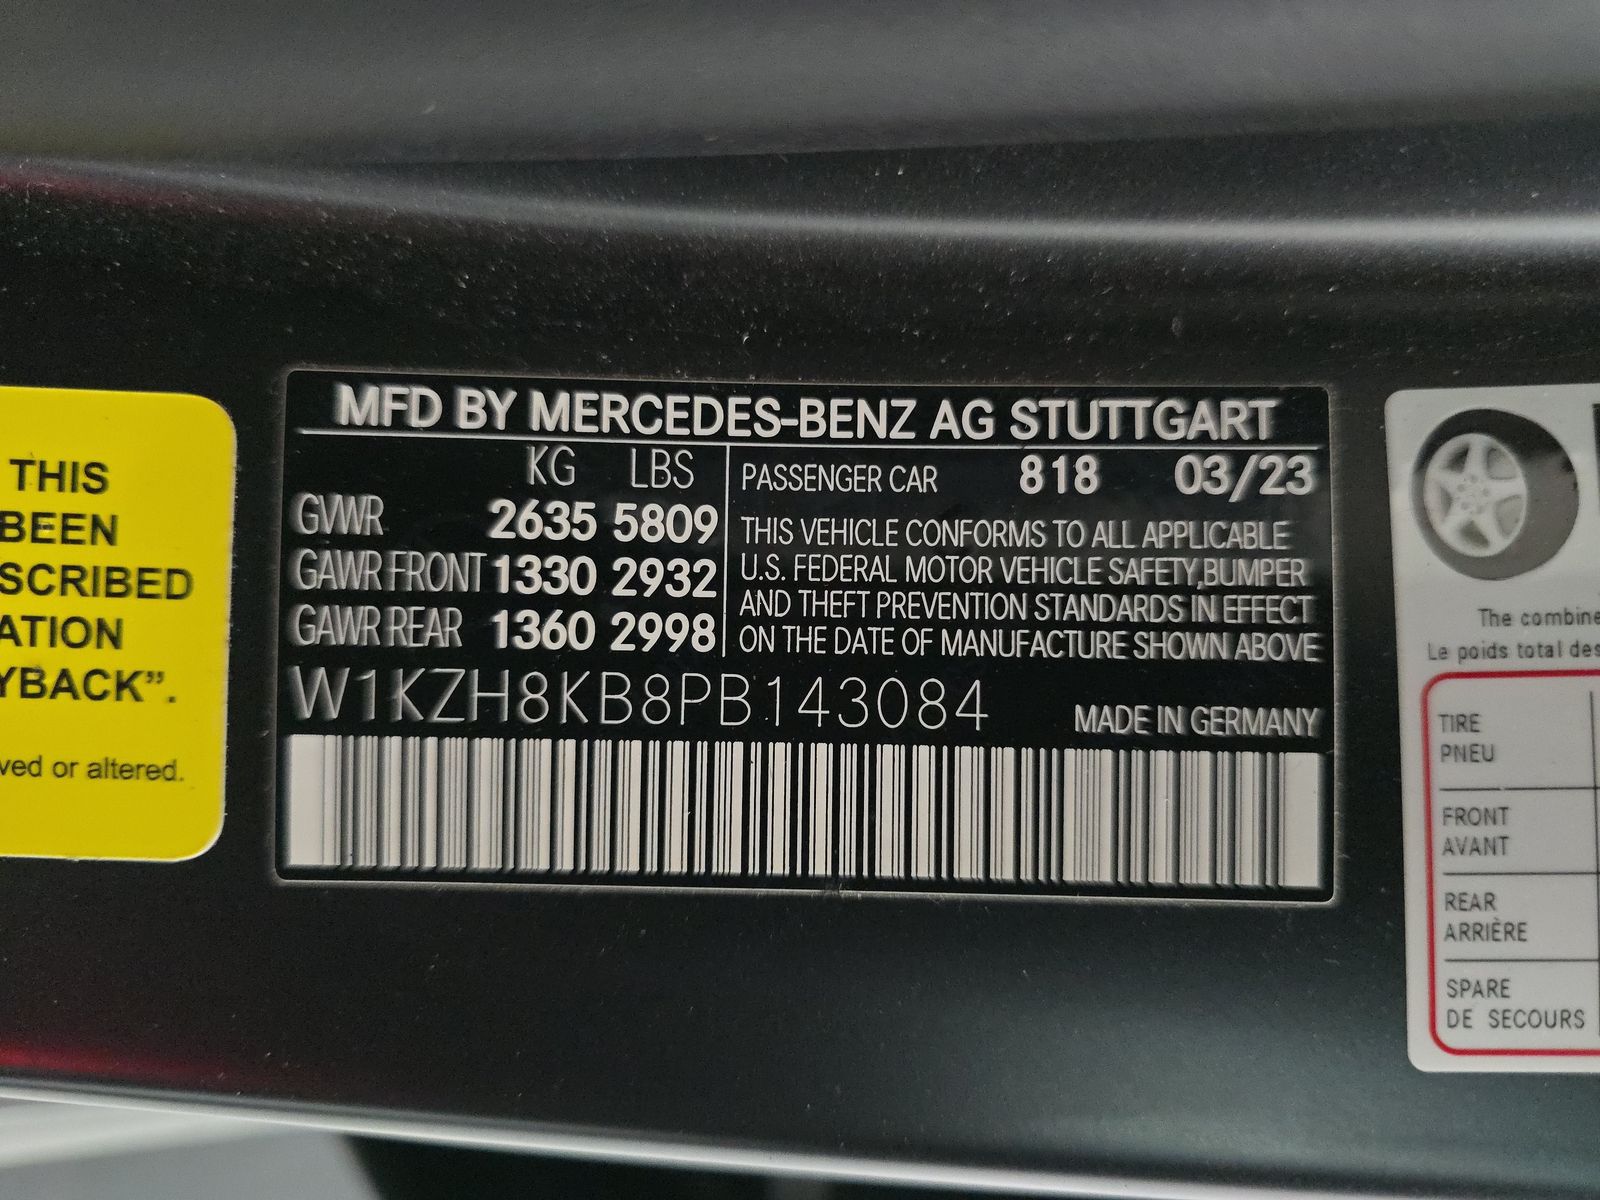 THIS
BEEN
SCRIBED
ATION
YBACK”.
ved or altered.
MFD BY MERCEDES-BENZ AG STUTTGART
KG LBS
GVWR 2635 5809
GAWR FRONT 1330 2932
GAWR REAR 1360 2998
PASSENGER CAR 818 03/23
THIS VEHICLE CONFORMS TO ALL APPLICABLE
U.S. FEDERAL MOTOR VEHICLE SAFETY,BUMPER
AND THEFT PREVENTION STANDARDS IN EFFECT
ON THE DATE OF MANUFACTURE SHOWN ABOVE
W1KZH8KB8PB143084
MADE IN GERMANY
The combine
Le poids total des
TIRE
PNEU
FRONT
AVANT
REAR
ARRIÈRE
SPARE
DE SECOURS